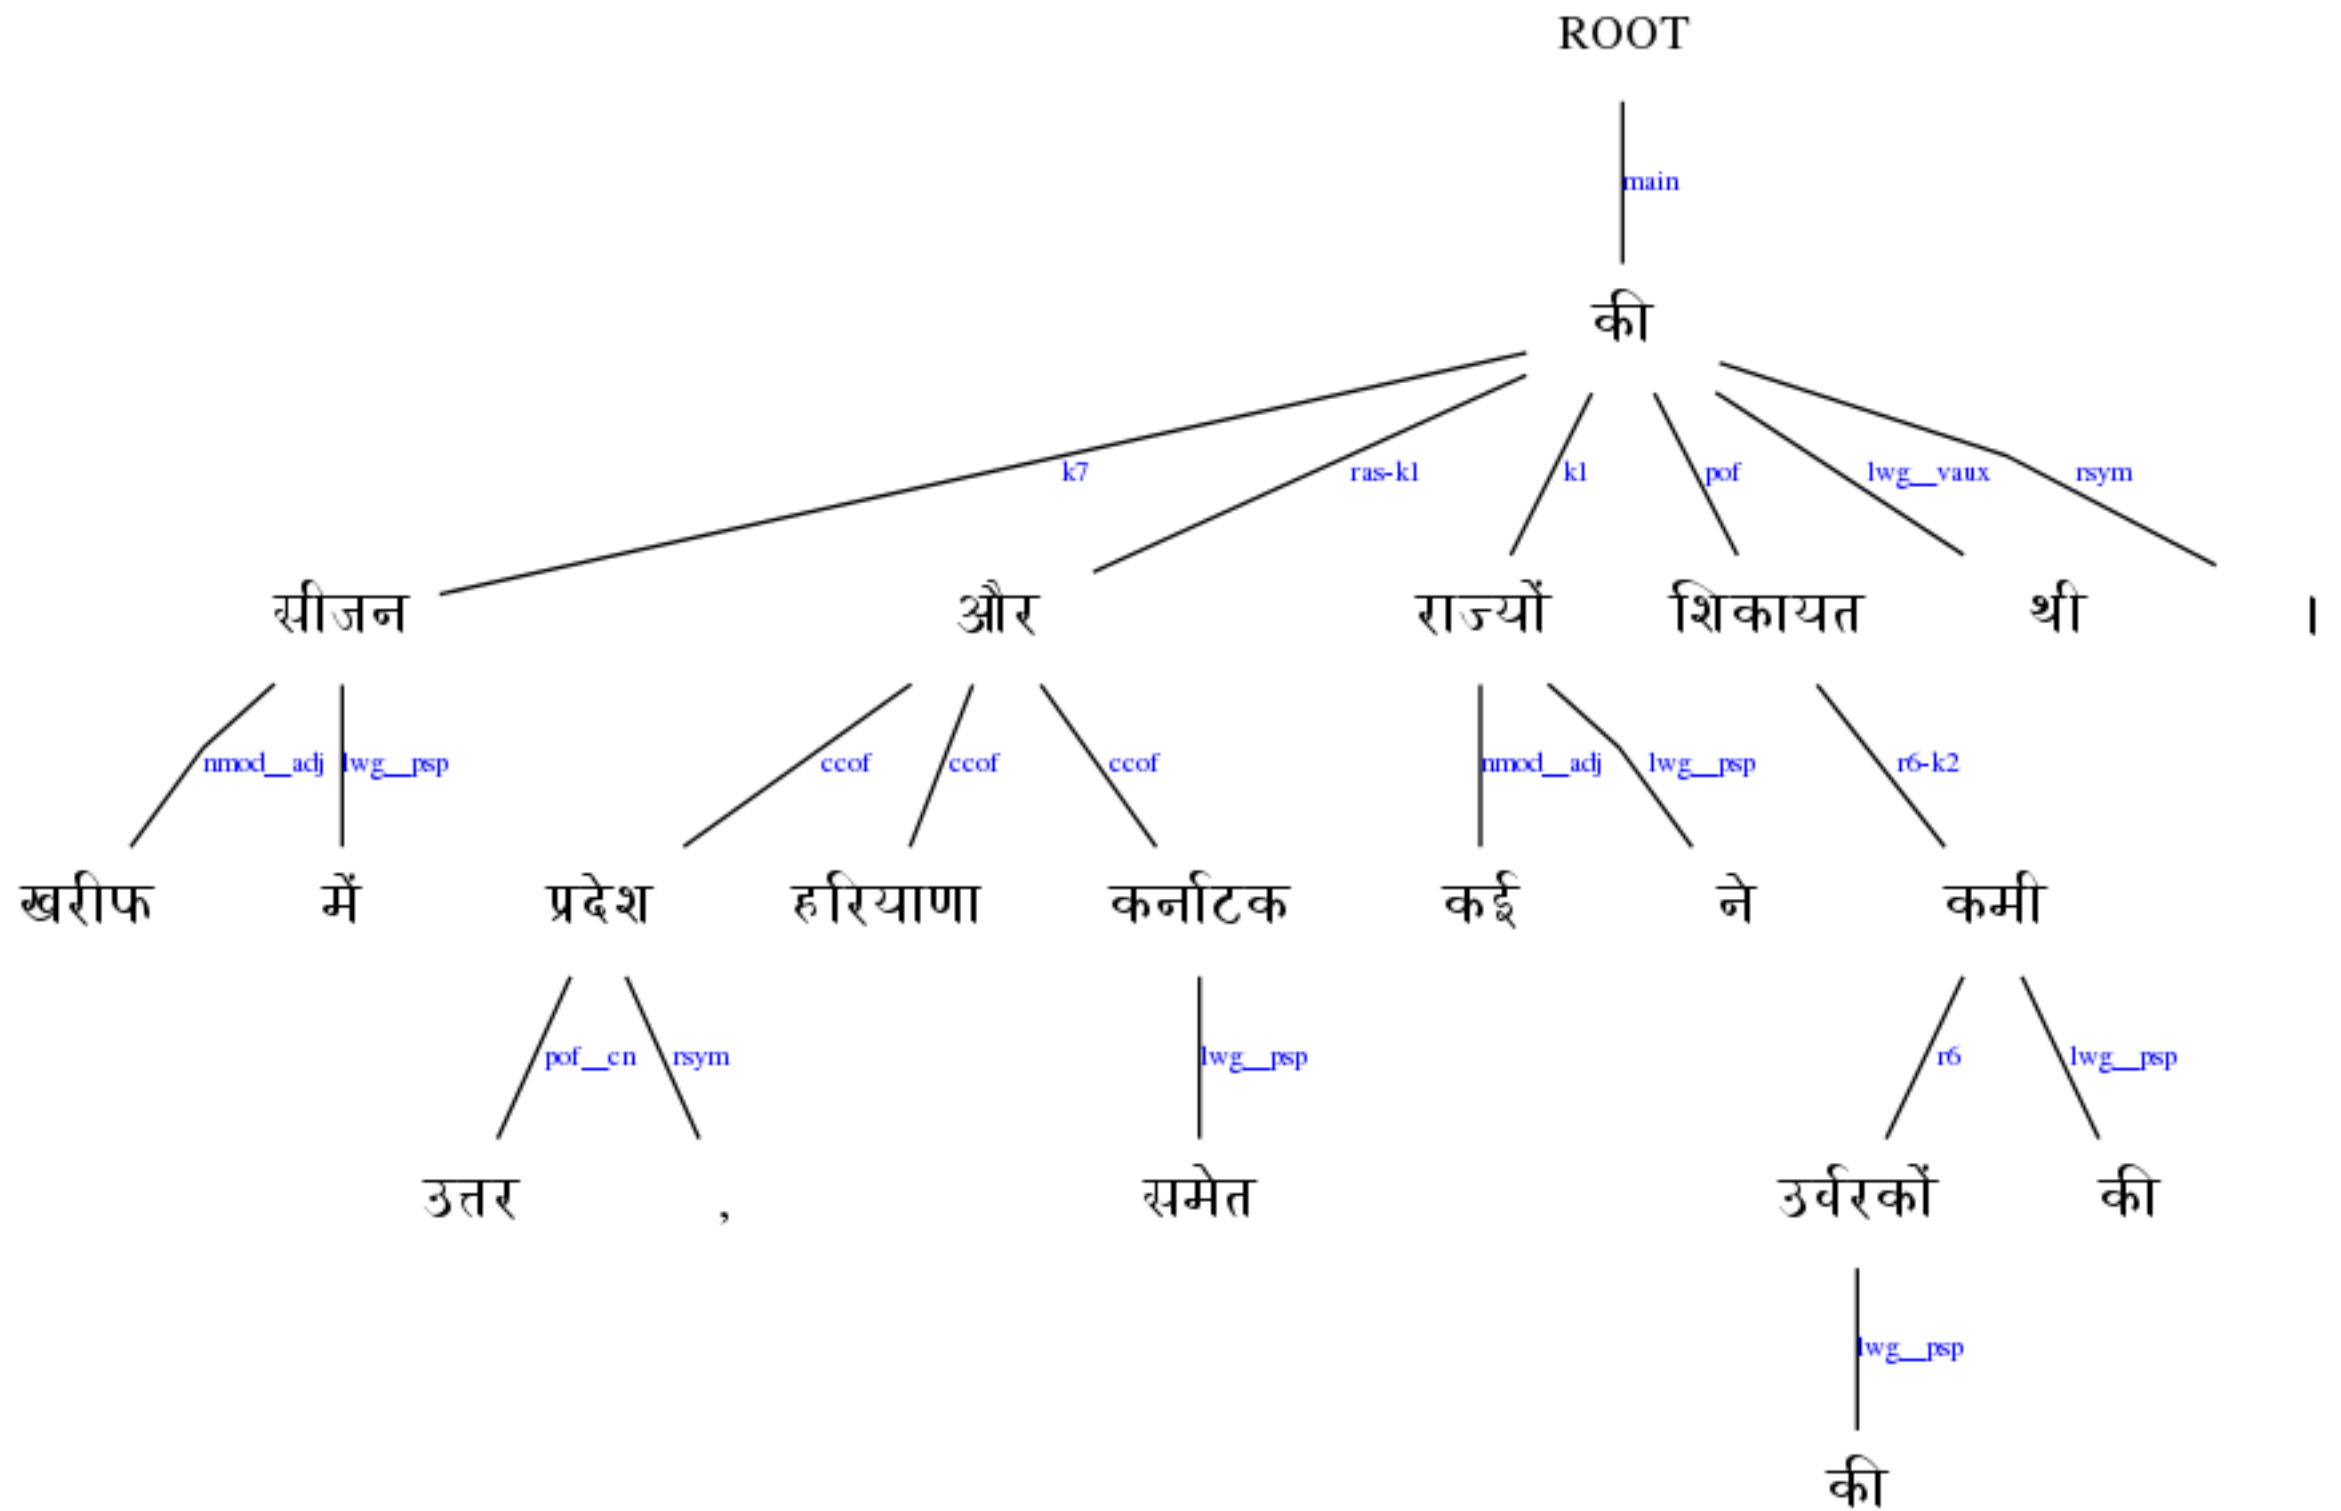 ROOT
main
की
k7 ras-k1 k1 pof lwg__vaux rsym
सीजन और राज्यों शिकायत थी ।
nmod__adj lwg__psp ccof ccof ccof nmod__adj lwg__psp r6-k2
खरीफ में प्रदेश हरियाणा कर्नाटक कई ने कमी
pof__cn rsym lwg__psp r6 lwg__psp
उत्तर , समेत उर्वरकों की
lwg__psp
की